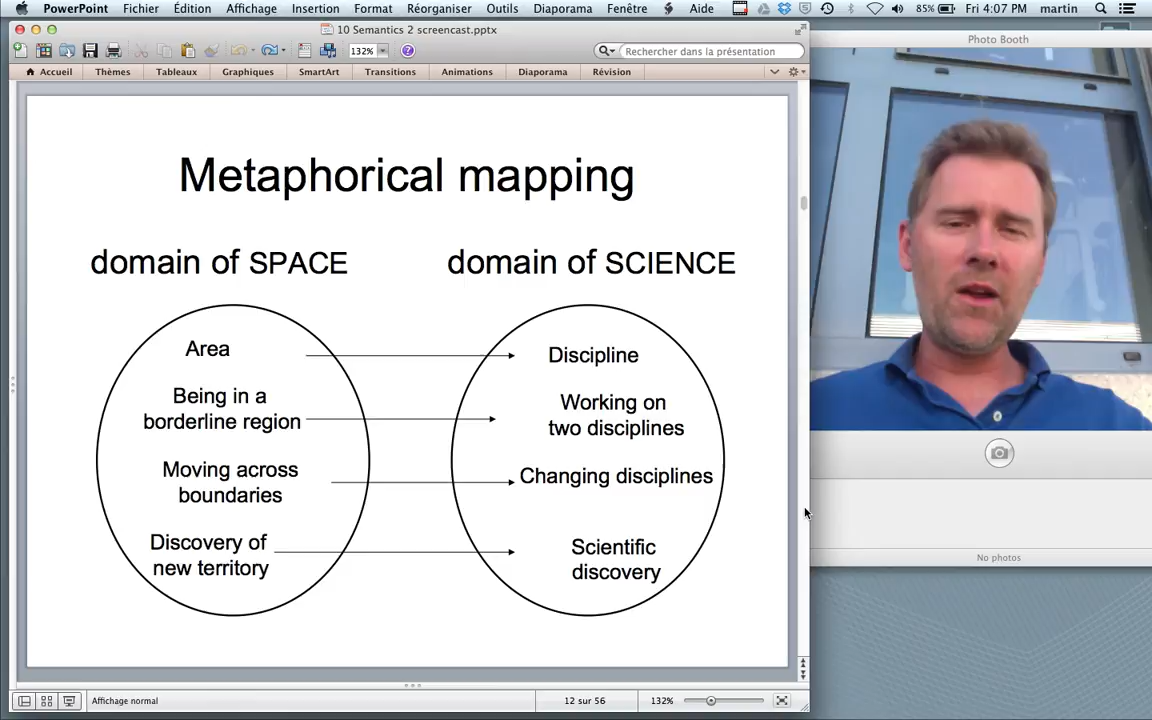 PowerPoint Fichier Édition Affichage Insertion Format Réorganiser Outils Diaporama Fenêtre Aide 85% Fri 4:07 PM martin
10 Semantics 2 screencast.pptx
Photo Booth
132% Rechercher dans la présentation
Accueil Thèmes Tableaux Graphiques SmartArt Transitions Animations Diaporama Révision
Metaphorical mapping
domain of SPACE
domain of SCIENCE
Area
Discipline
Being in a
borderline region
Working on
two disciplines
Moving across
boundaries
Changing disciplines
Discovery of
new territory
Scientific
discovery
No photos
Affichage normal 12 sur 56 132%